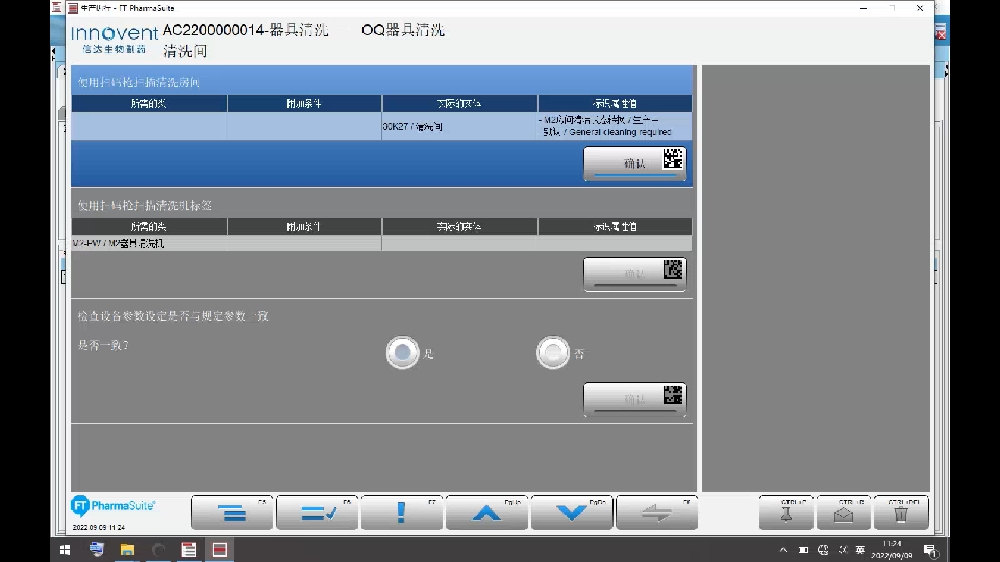 生产执行 - FT PharmaSuite
Innovent
信达生物制药
AC2200000014-器具清洗 - OQ器具清洗
清洗间
使用扫码枪扫描清洗房间
所需的类 附加条件 实际的实体 标识属性值
30K27 / 清洗间
- M2房间清洁状态转换 / 生产中
- 默认 / General cleaning required
确认
使用扫码枪扫描清洗机标签
所需的类 附加条件 实际的实体 标识属性值
M2-PW / M2器具清洗机
确认
检查设备参数设定是否与规定参数一致
是否一致?
是 否
确认
FT PharmaSuite®
2022.09.09 11:24
F5 F6 F7 PgUp PgDn F8 CTRL+P CTRL+R CTRL+DEL
英
11:24
2022/09/09
1